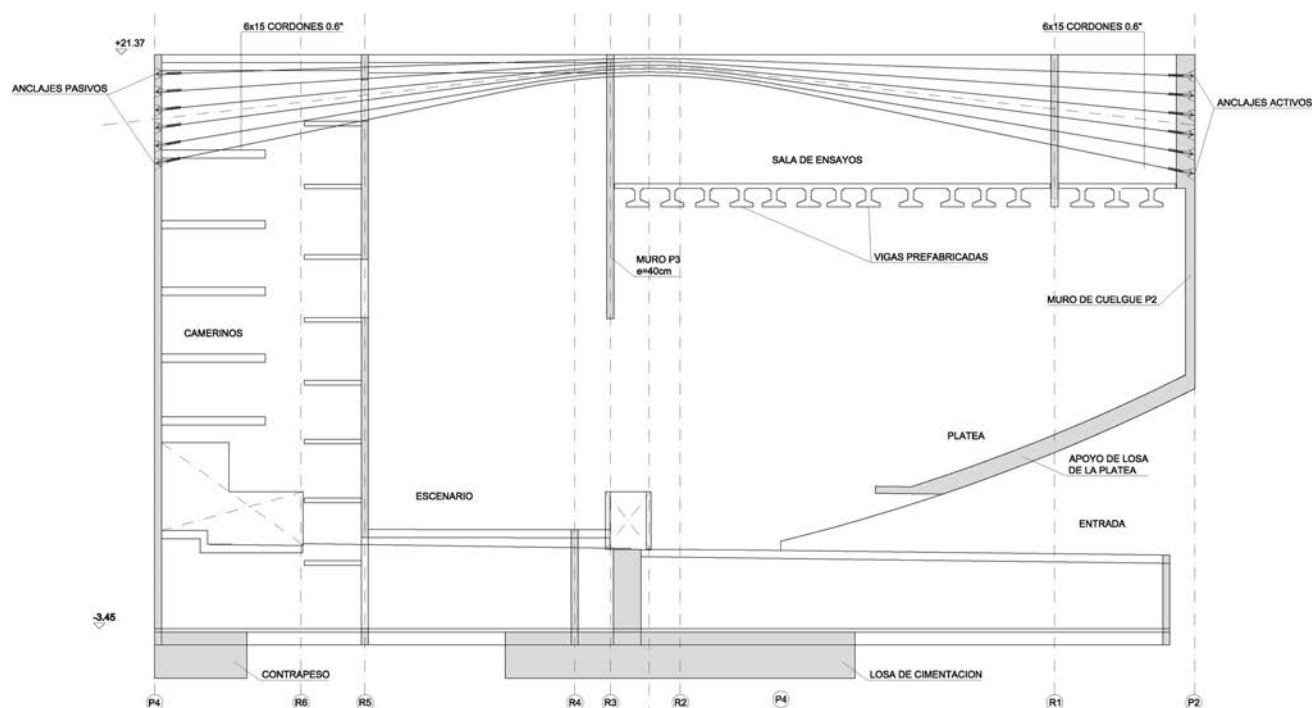 6x15 CORDONES 0.6"
6x15 CORDONES 0.6"
+21.37
ANCLAJES PASIVOS
ANCLAJES ACTIVOS
SALA DE ENSAYOS
MURO P3
e=40cm
VIGAS PREFABRICADAS
MURO DE CUELGUE P2
CAMERINOS
PLATEA
APOYO DE LOSA
DE LA PLATEA
ESCENARIO
ENTRADA
-3.45
CONTRAPESO
LOSA DE CIMENTACION
P4
R6
R5
R4
R3
R2
P4
R1
P2